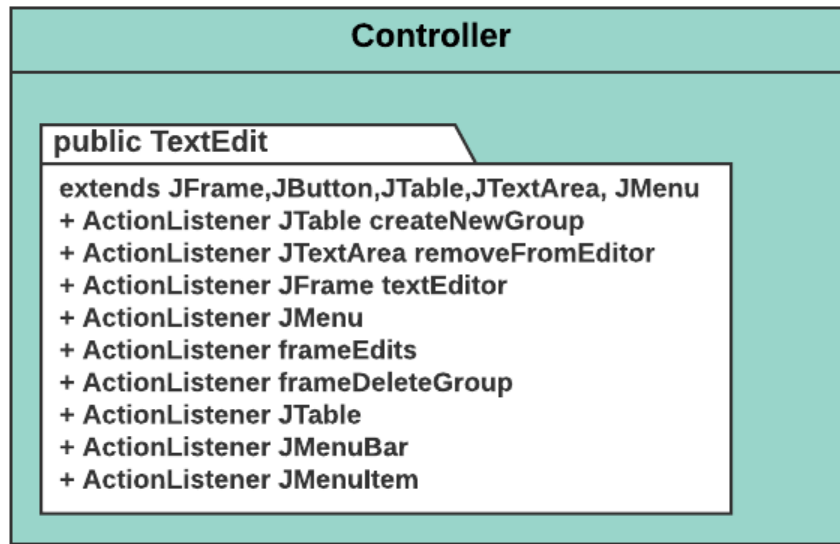 Controller
public TextEdit
extends JFrame,JButton,JTable,JTextArea, JMenu
+ ActionListener JTable createNewGroup
+ ActionListener JTextArea removeFromEditor
+ ActionListener JFrame textEditor
+ ActionListener JMenu
+ ActionListener frameEdits
+ ActionListener frameDeleteGroup
+ ActionListener JTable
+ ActionListener JMenuBar
+ ActionListener JMenuItem